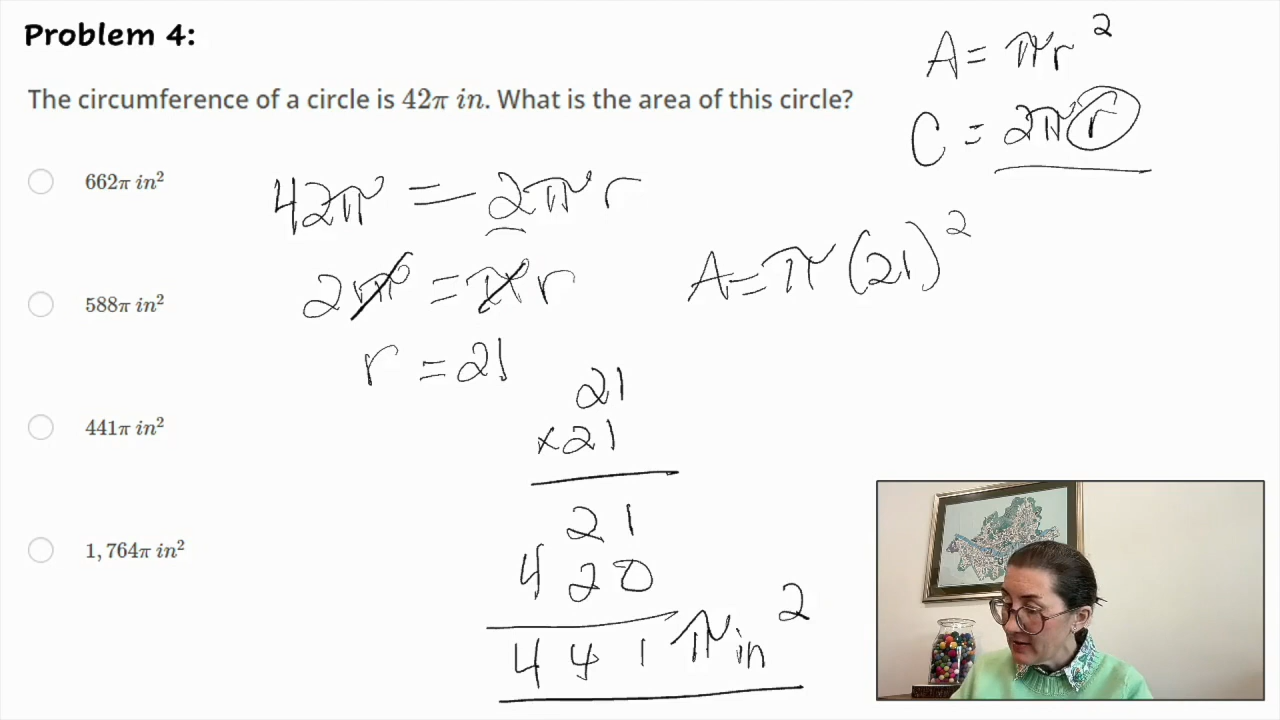 Problem 4:
The circumference of a circle is 42π in. What is the area of this circle?
662π in²
588π in²
441π in²
1,764π in²
A = πr²
C = 2πr
42π = 2πr
2π = πr
r = 21
A = π(21)²
21
×21
21
420
441 π in²